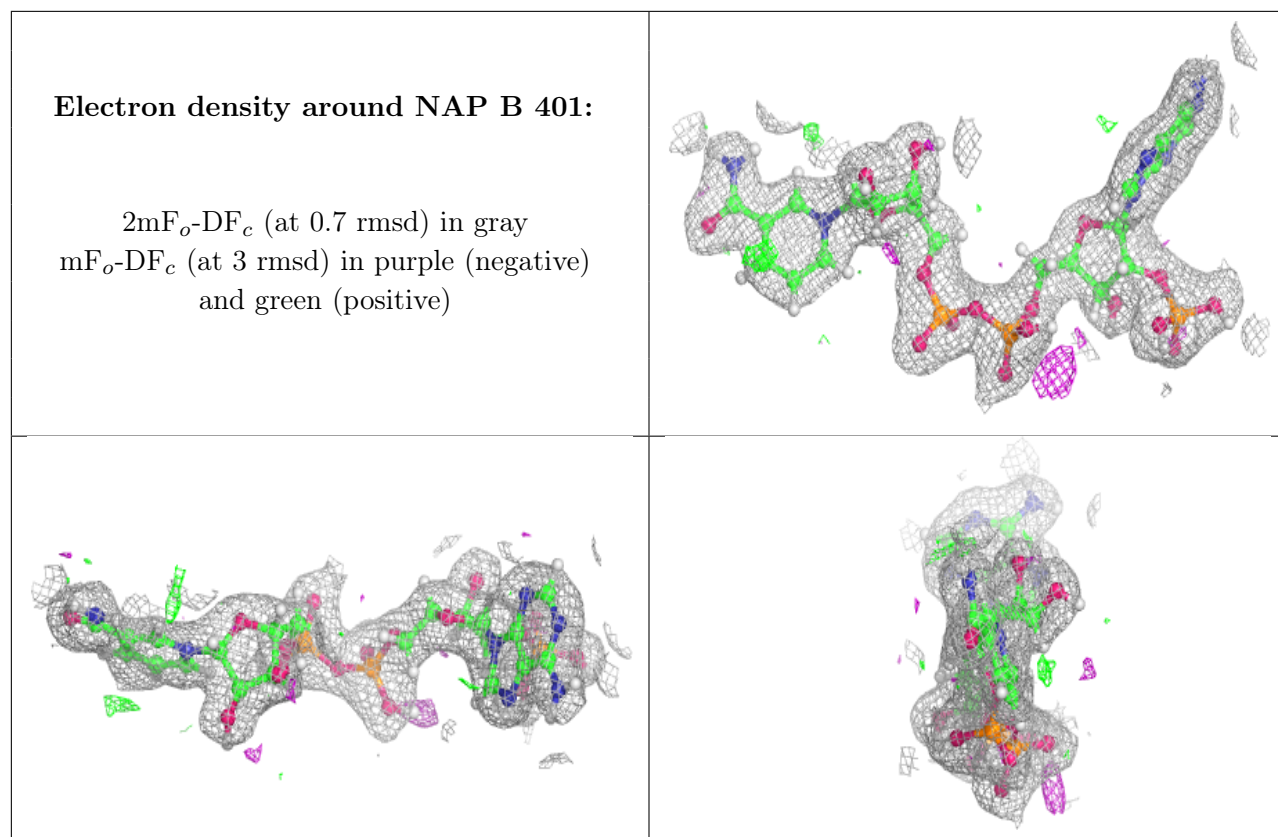 Electron density around NAP B 401:
2mFo-DFc (at 0.7 rmsd) in gray
mFo-DFc (at 3 rmsd) in purple (negative)
and green (positive)